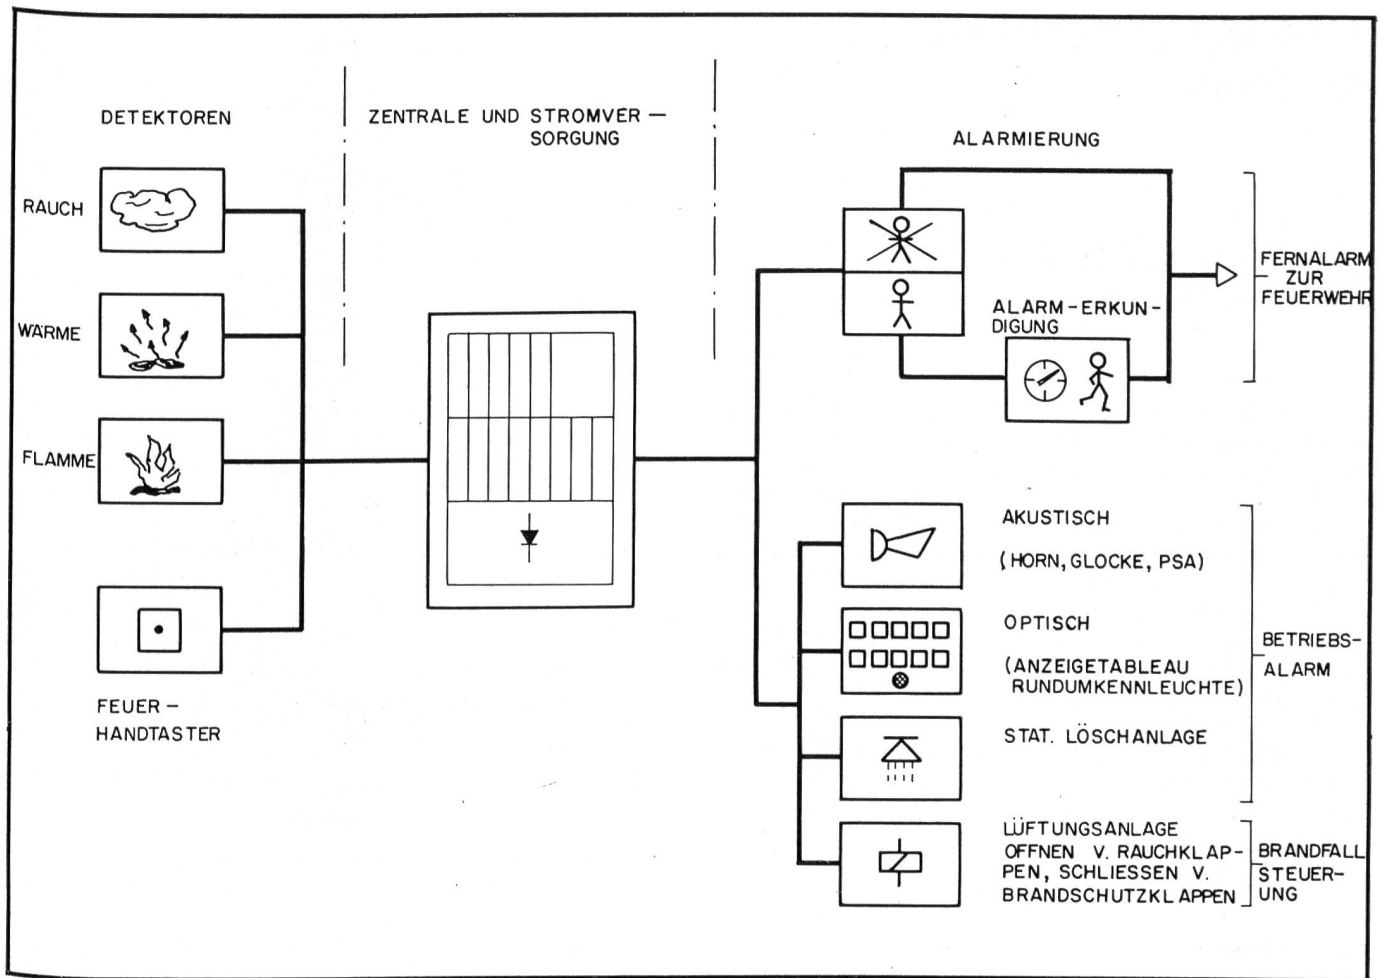 DETEKTOREN
RAUCH
WÄRME
FLAMME
FEUER –
HANDTASTER
ZENTRALE UND STROMVER –
SORGUNG
ALARMIERUNG
ALARM-ERKUN-
DIGUNG
FERNALARM
ZUR
FEUERWEHR
AKUSTISCH
(HORN, GLOCKE, PSA)
OPTISCH
(ANZEIGETABLEAU
RUNDUMKENNLEUCHTE)
STAT. LÖSCHANLAGE
BETRIEBS-
ALARM
LÜFTUNGSANLAGE
OFFNEN V. RAUCHKLAP-
PEN, SCHLIESSEN V.
BRANDSCHUTZKLAPPEN
BRANDFALL
STEUER-
UNG